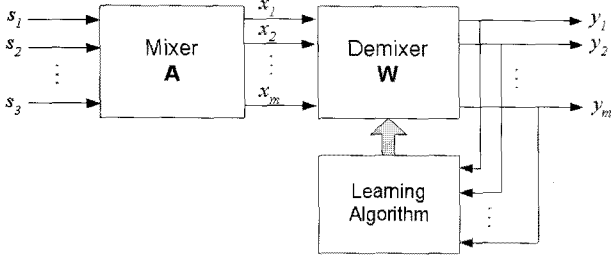 s1
s2
⋮
s3
Mixer
A
x1
x2
⋮
xm
Demixer
W
y1
y2
⋮
ym
Learning
Algorithm
⋮